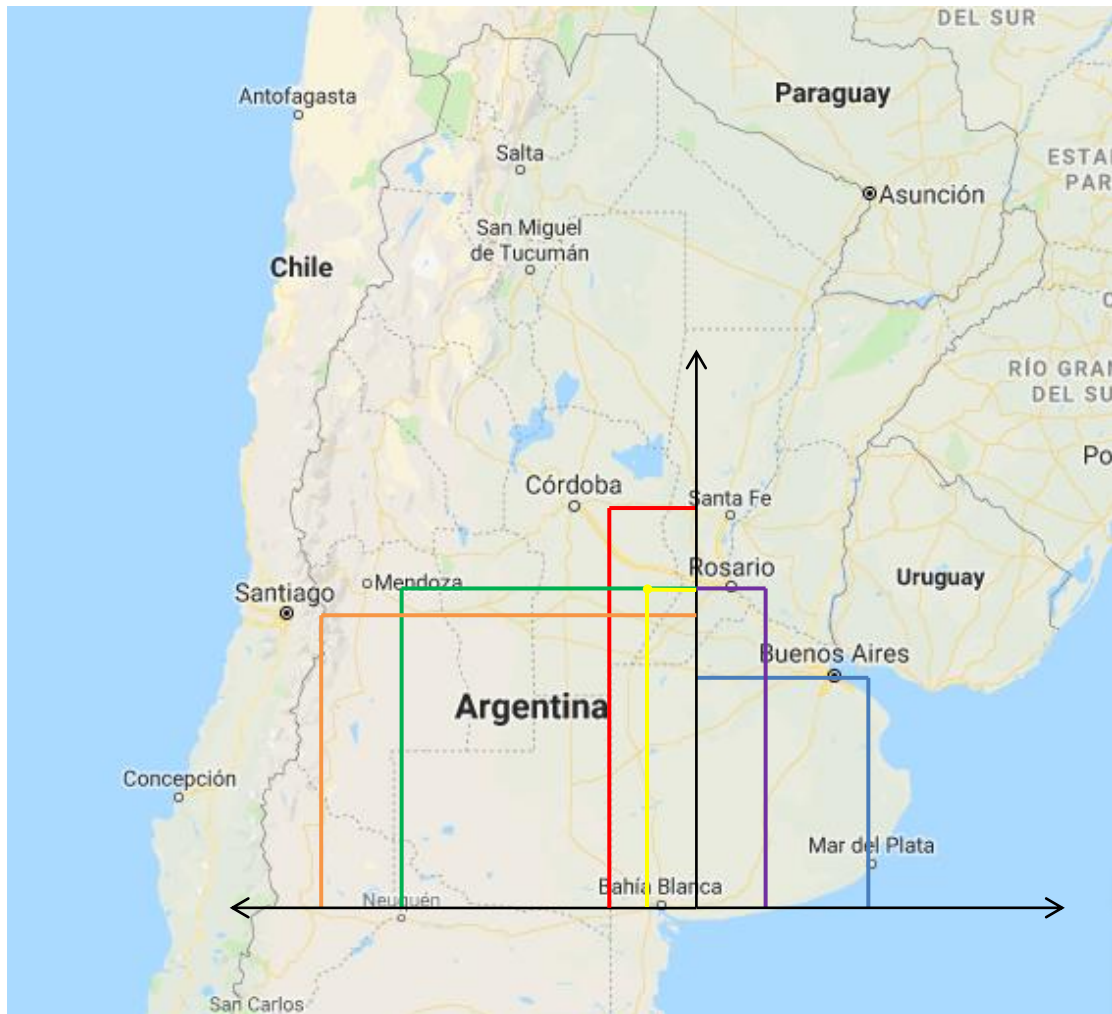 DEL SUR
Antofagasta
Paraguay
Salta
ESTA
PAR
Asunción
San Miguel
de Tucumán
Chile
RÍO GRAN
DEL SU
Córdoba
Po
Santa Fe
Rosario
Mendoza
Uruguay
Santiago
Buenos Aires
Argentina
Concepción
Mar del Plata
Bahía Blanca
Neuquén
San Carlos